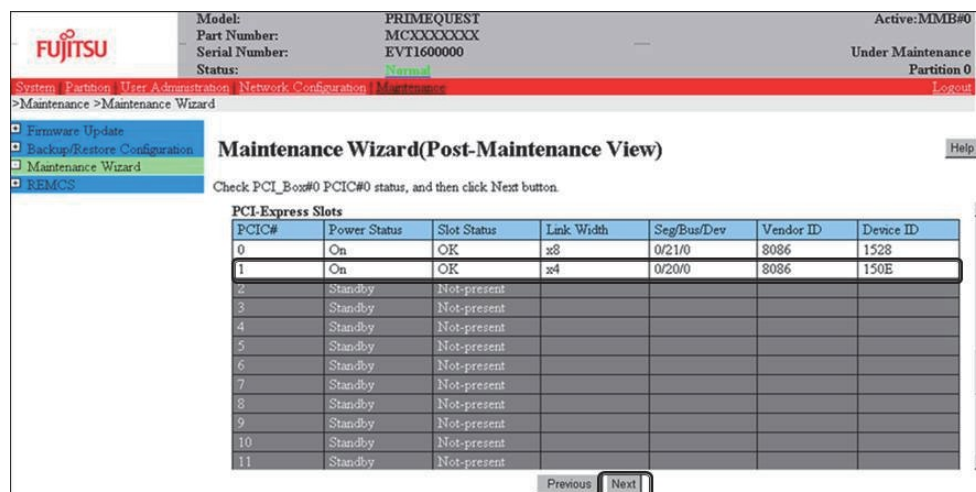 FUJITSU
Model: PRIMEQUEST
Part Number: MCXXXXXXX
Serial Number: EVT1600000
Status: Normal
Active:MMB#0
Under Maintenance
Partition 0
System | Partition | User Administration | Network Configuration | Maintenance Logout
>Maintenance >Maintenance Wizard
Firmware Update
Backup/Restore Configuration
Maintenance Wizard
REMCS
Maintenance Wizard(Post-Maintenance View)
Help
Check PCI_Box#0 PCIC#0 status, and then click Next button.
PCI-Express Slots
PCIC# Power Status Slot Status Link Width Seg/Bus/Dev Vendor ID Device ID
0 On OK x8 0/21/0 8086 1528
1 On OK x4 0/20/0 8086 150E
2 Standby Not-present
3 Standby Not-present
4 Standby Not-present
5 Standby Not-present
6 Standby Not-present
7 Standby Not-present
8 Standby Not-present
9 Standby Not-present
10 Standby Not-present
11 Standby Not-present
Previous Next